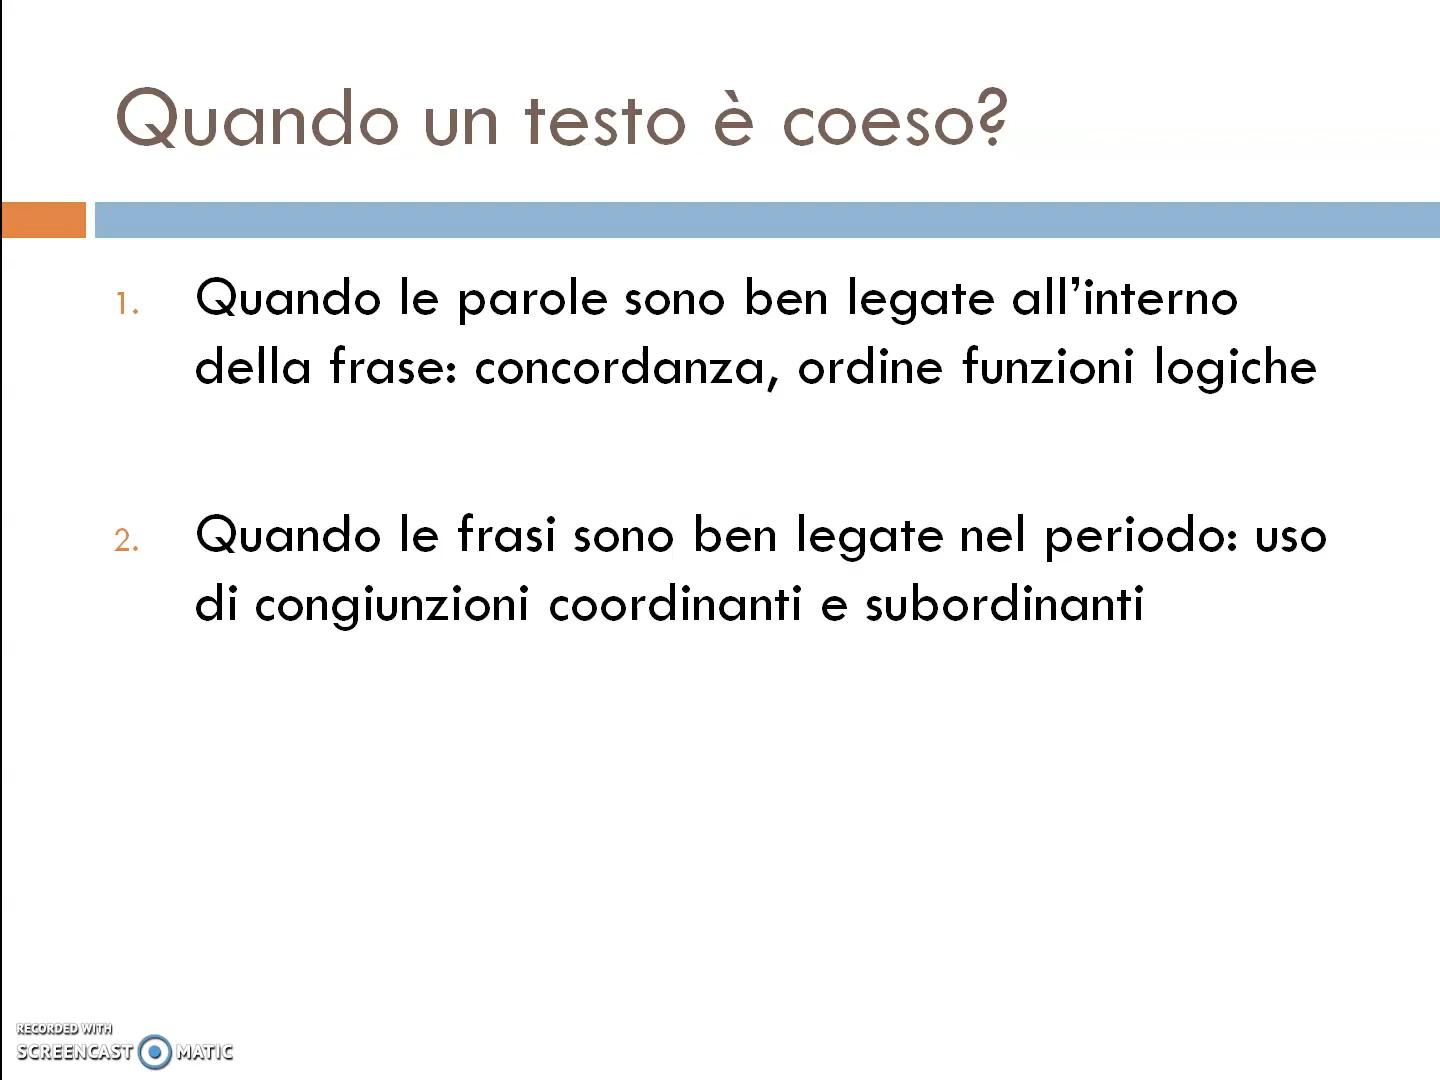 Quando un testo è coeso?
1. Quando le parole sono ben legate all’interno
della frase: concordanza, ordine funzioni logiche
2. Quando le frasi sono ben legate nel periodo: uso
di congiunzioni coordinanti e subordinanti
RECORDED WITH
SCREENCAST MATIC